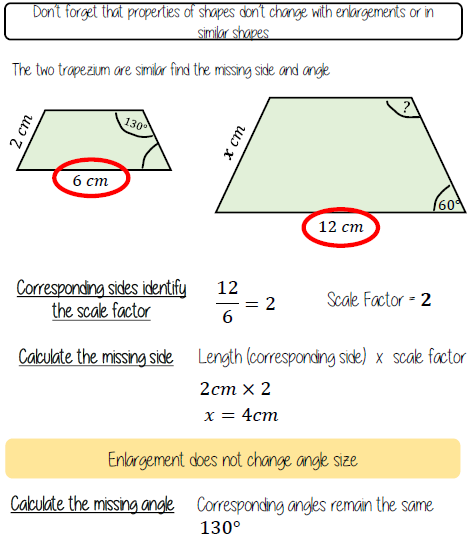 Don't forget that properties of shapes don't change with enlargements or in
similar shapes
The two trapezium are similar find the missing side and angle
2 cm
130°
6 cm
x cm
?
60°
12 cm
Corresponding sides identify
the scale factor
12/6 = 2
Scale Factor = 2
Calculate the missing side
Length (corresponding side) x scale factor
2cm × 2
x = 4cm
Enlargement does not change angle size
Calculate the missing angle
Corresponding angles remain the same
130°